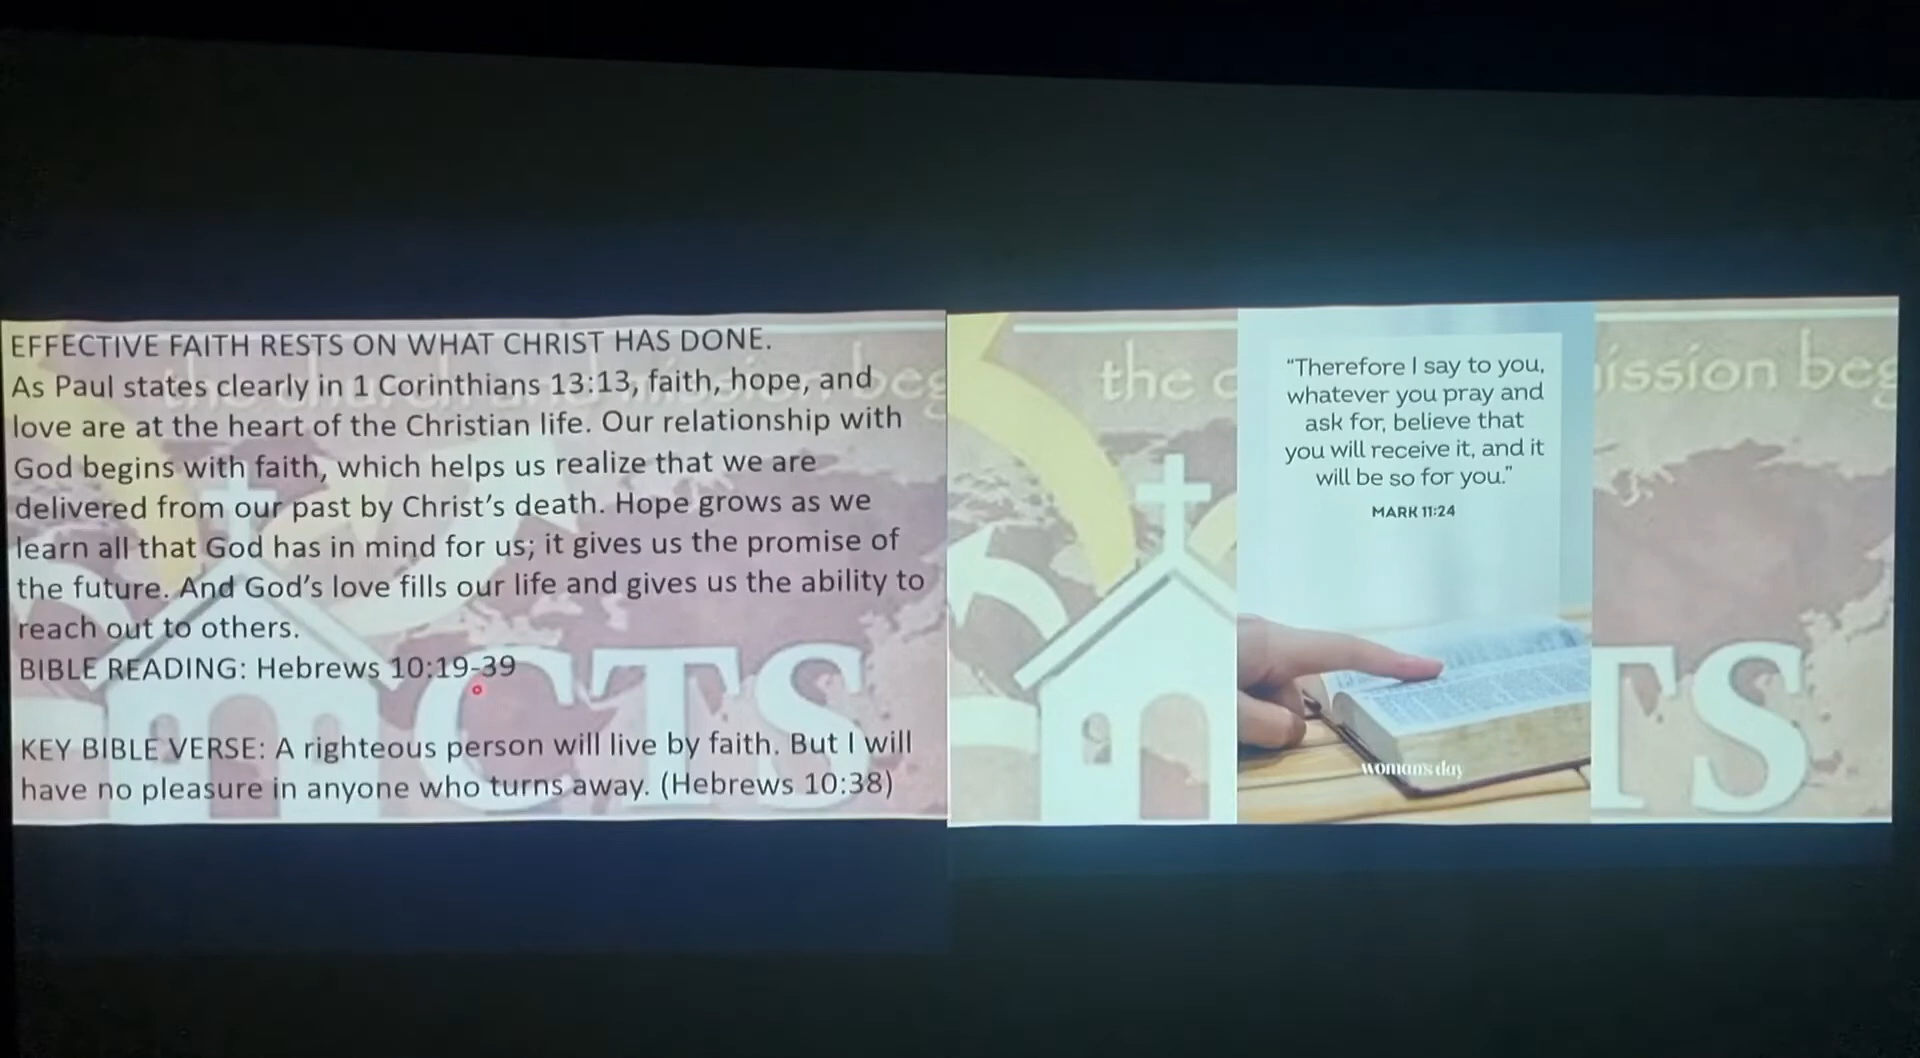 EFFECTIVE FAITH RESTS ON WHAT CHRIST HAS DONE.
As Paul states clearly in 1 Corinthians 13:13, faith, hope, and
love are at the heart of the Christian life. Our relationship with
God begins with faith, which helps us realize that we are
delivered from our past by Christ's death. Hope grows as we
learn all that God has in mind for us; it gives us the promise of
the future. And God's love fills our life and gives us the ability to
reach out to others.
BIBLE READING: Hebrews 10:19-39
KEY BIBLE VERSE: A righteous person will live by faith. But I will
have no pleasure in anyone who turns away. (Hebrews 10:38)
CTS
the c
ission beg
TS
"Therefore I say to you,
whatever you pray and
ask for, believe that
you will receive it, and it
will be so for you."
MARK 11:24
woman's day